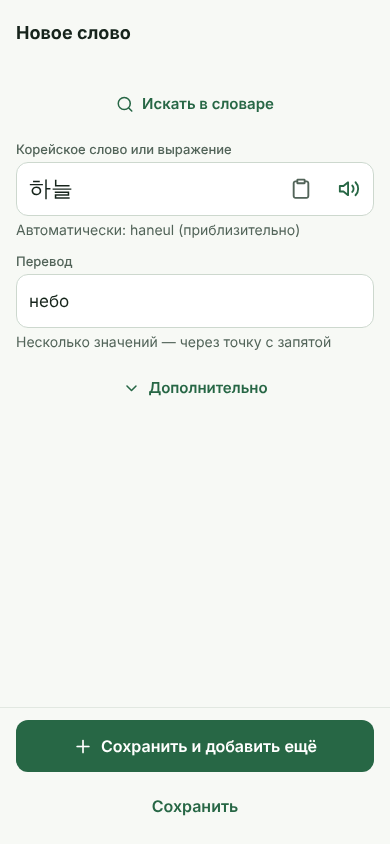 Новое слово
Искать в словаре
Корейское слово или выражение
하늘
Автоматически: haneul (приблизительно)
Перевод
небо
Несколько значений — через точку с запятой
Дополнительно
Сохранить и добавить ещё
Сохранить